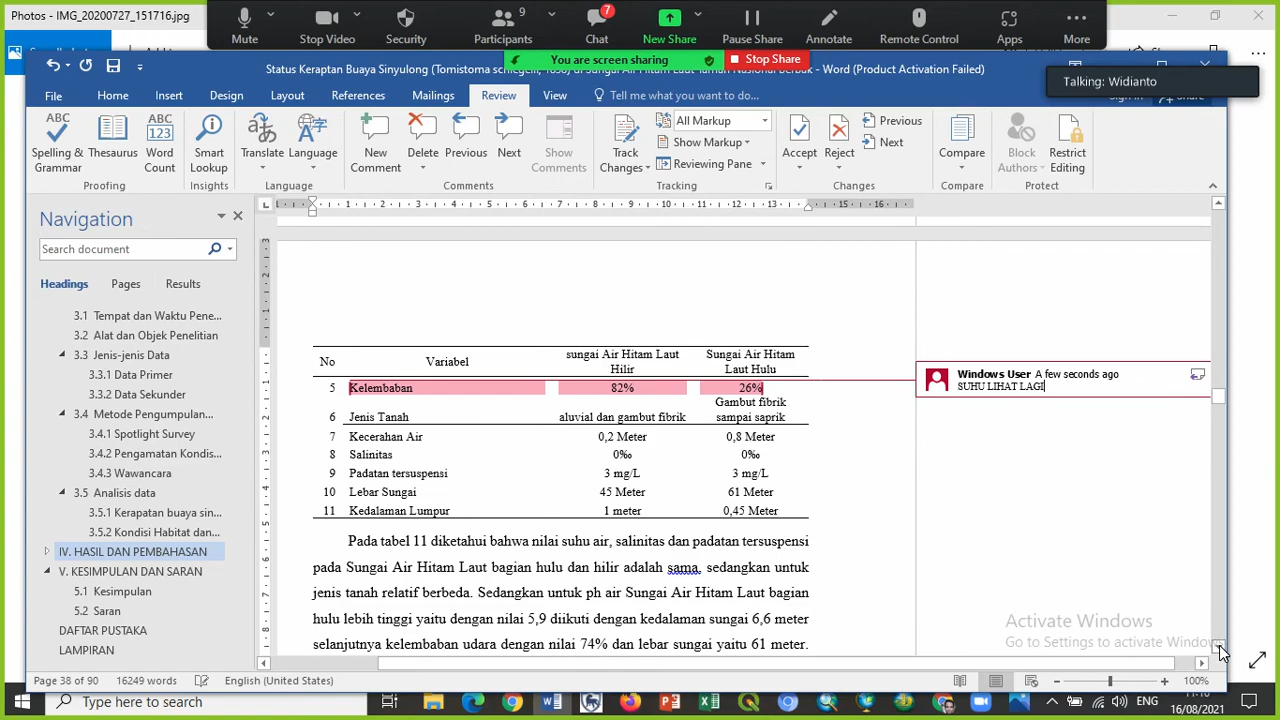 Photos - IMG_20200727_151716.jpg
Mute
Stop Video
Security
9
Participants
7
Chat
New Share
Pause Share
Annotate
Remote Control
Apps
More
You are screen sharing
Stop Share
Talking: Widianto
File Home Insert Design Layout References Mailings Review View Tell me what you want to do...
Spelling & Grammar
Thesaurus
Word Count
Proofing
Smart Lookup
Insights
Translate
Language
Language
New Comment
Delete
Previous
Next
Show Comments
Comments
Track Changes
All Markup
Show Markup
Reviewing Pane
Tracking
Accept
Reject
Previous
Next
Changes
Compare
Compare
Block Authors
Restrict Editing
Protect
Navigation
Search document
Headings Pages Results
3.1 Tempat dan Waktu Pene...
3.2 Alat dan Objek Penelitian
3.3 Jenis-jenis Data
3.3.1 Data Primer
3.3.2 Data Sekunder
3.4 Metode Pengumpulan...
3.4.1 Spotlight Survey
3.4.2 Pengamatan Kondis...
3.4.3 Wawancara
3.5 Analisis data
3.5.1 Kerapatan buaya sin...
3.5.2 Kondisi Habitat dan...
IV. HASIL DAN PEMBAHASAN
V. KESIMPULAN DAN SARAN
5.1 Kesimpulan
5.2 Saran
DAFTAR PUSTAKA
LAMPIRAN
No Variabel sungai Air Hitam Laut Hilir Sungai Air Hitam Laut Hulu
5 Kelembaban 82% 26%
6 Jenis Tanah aluvial dan gambut fibrik Gambut fibrik sampai saprik
7 Kecerahan Air 0,2 Meter 0,8 Meter
8 Salinitas 0‰ 0‰
9 Padatan tersuspensi 3 mg/L 3 mg/L
10 Lebar Sungai 45 Meter 61 Meter
11 Kedalaman Lumpur 1 meter 0,45 Meter
Pada tabel 11 diketahui bahwa nilai suhu air, salinitas dan padatan tersuspensi
pada Sungai Air Hitam Laut bagian hulu dan hilir adalah sama, sedangkan untuk
jenis tanah relatif berbeda. Sedangkan untuk ph air Sungai Air Hitam Laut bagian
hulu lebih tinggi yaitu dengan nilai 5,9 diikuti dengan kedalaman sungai 6,6 meter
selanjutnya kelembaban udara dengan nilai 74% dan lebar sungai yaitu 61 meter.
Windows User A few seconds ago
SUHU LIHAT LAGI
Activate Windows
Go to Settings to activate Windows
Page 38 of 90 16249 words English (United States) 100%
Type here to search
ENG
16/08/2021